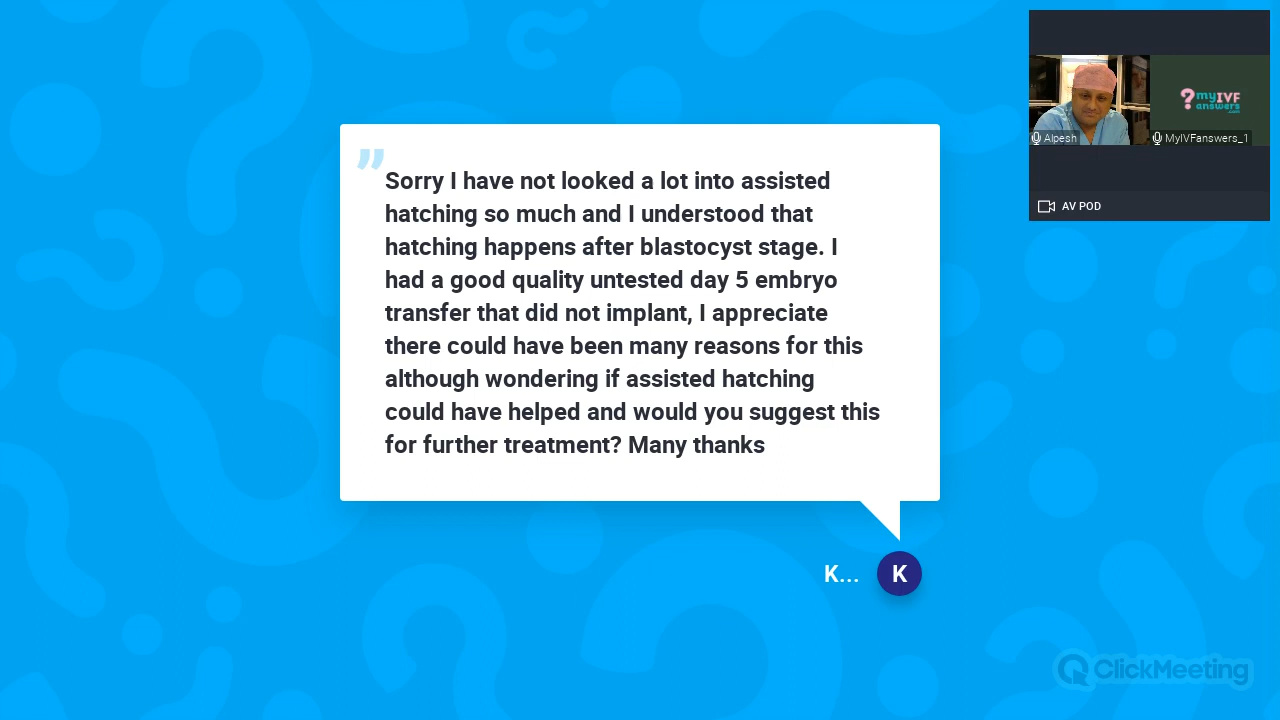 ”
Sorry I have not looked a lot into assisted
hatching so much and I understood that
hatching happens after blastocyst stage. I
had a good quality untested day 5 embryo
transfer that did not implant, I appreciate
there could have been many reasons for this
although wondering if assisted hatching
could have helped and would you suggest this
for further treatment? Many thanks
K...
K
?myIVF
answers
.com
Alpesh
MyIVFanswers_1
AV POD
ClickMeeting